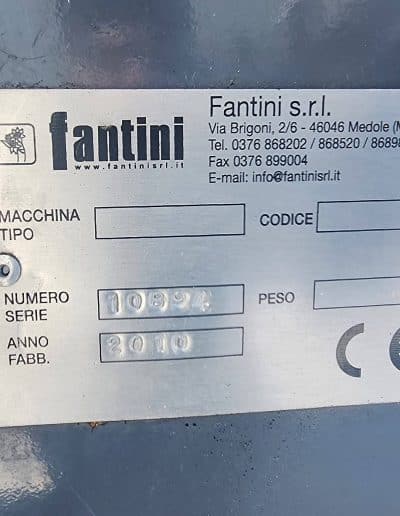 fantini
www.fantinisrl.it
Fantini s.r.l.
Via Brigoni, 2/6 - 46046 Medole (M
Tel. 0376 868202 / 868520 / 8689
Fax 0376 899004
E-mail: info@fantinisrl.it
MACCHINA
TIPO
CODICE
NUMERO
SERIE
10894
PESO
ANNO
FABB.
2010
CE